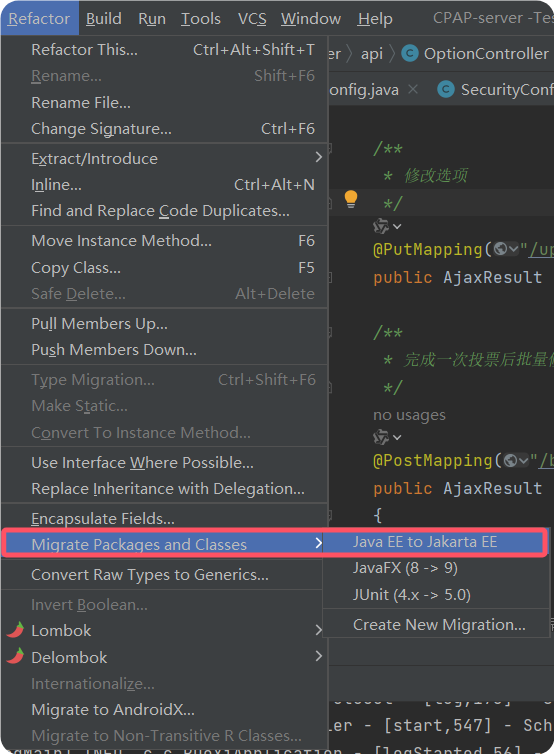 Refactor Build Run Tools VCS Window Help CPAP-server - Tes
Refactor This... Ctrl+Alt+Shift+T
Rename... Shift+F6
Rename File...
Change Signature... Ctrl+F6
Extract/Introduce
Inline... Ctrl+Alt+N
Find and Replace Code Duplicates...
Move Instance Method... F6
Copy Class... F5
Safe Delete... Alt+Delete
Pull Members Up...
Push Members Down...
Type Migration... Ctrl+Shift+F6
Make Static...
Convert To Instance Method...
Use Interface Where Possible...
Replace Inheritance with Delegation...
Encapsulate Fields...
Migrate Packages and Classes
Convert Raw Types to Generics...
Invert Boolean...
Lombok
Delombok
Internationalize...
Migrate to AndroidX...
Migrate to Non-Transitive R Classes...
Java EE to Jakarta EE
JavaFX (8 -> 9)
JUnit (4.x -> 5.0)
Create New Migration...
er api C OptionController
onfig.java C SecurityConf
/**
* 修改选项
*/
@PutMapping("/up
public AjaxResult
/**
* 完成一次投票后批量
*/
no usages
@PostMapping("/b
public AjaxResult
{
ler - [start,547] - Sch